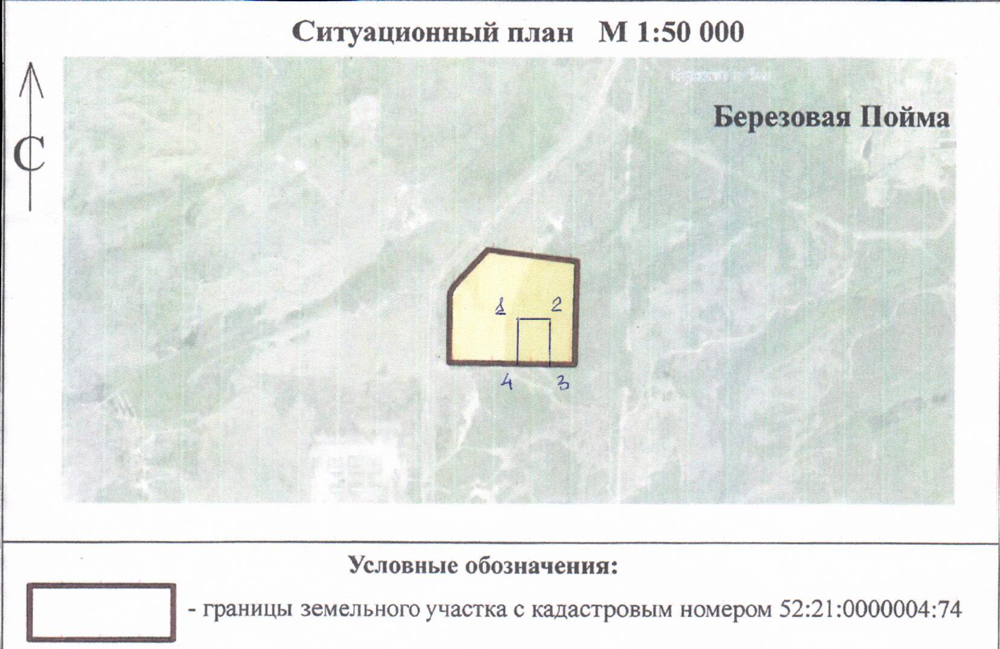 Ситуационный план М 1:50 000
С
Березовая Пойма
1 2
4 3
Условные обозначения:
- границы земельного участка с кадастровым номером 52:21:0000004:74